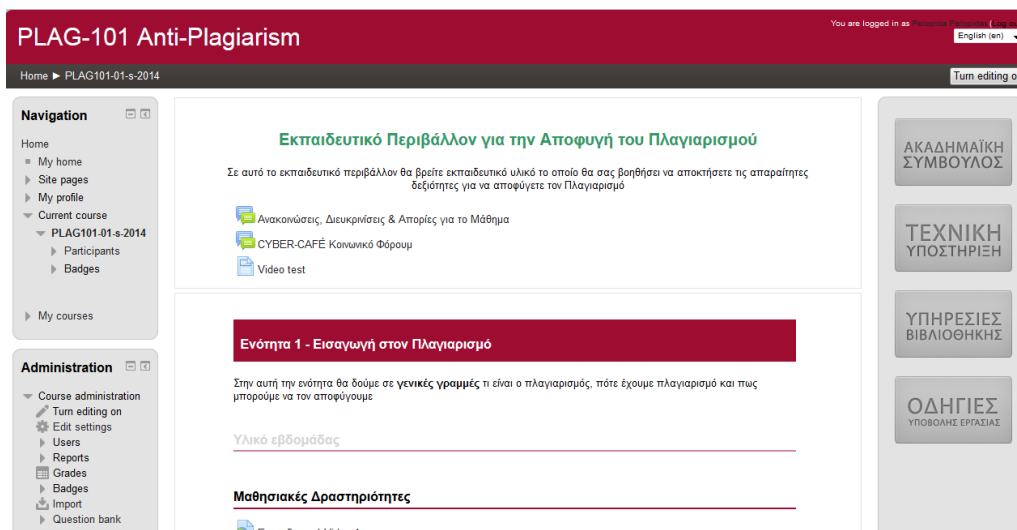 PLAG-101 Anti-Plagiarism
You are logged in as
English (en)
Home ► PLAG101-01-s-2014
Turn editing o
Navigation
Home
My home
Site pages
My profile
Current course
PLAG101-01-s-2014
Participants
Badges
My courses
Administration
Course administration
Turn editing on
Edit settings
Users
Reports
Grades
Badges
Import
Question bank
Εκπαιδευτικό Περιβάλλον για την Αποφυγή του Πλαγιαρισμού
Σε αυτό το εκπαιδευτικό περιβάλλον θα βρείτε εκπαιδευτικό υλικό το οποίο θα σας βοηθήσει να αποκτήσετε τις απαραίτητες
δεξιότητες για να αποφύγετε τον Πλαγιαρισμό
Ανακοινώσεις, Διευκρινίσεις & Απορίες για το Μάθημα
CYBER-CAFÉ Κοινωνικό Φόρουμ
Video test
Ενότητα 1 - Εισαγωγή στον Πλαγιαρισμό
Στην αυτή την ενότητα θα δούμε σε γενικές γραμμές τι είναι ο πλαγιαρισμός, πότε έχουμε πλαγιαρισμό και πως
μπορούμε να τον αποφύγουμε
Υλικό εβδομάδας
Μαθησιακές Δραστηριότητες
ΑΚΑΔΗΜΑΪΚΗ
ΣΥΜΒΟΥΛΟΣ
ΤΕΧΝΙΚΗ
ΥΠΟΣΤΗΡΙΞΗ
ΥΠΗΡΕΣΙΕΣ
ΒΙΒΛΙΟΘΗΚΗΣ
ΟΔΗΓΙΕΣ
ΥΠΟΒΟΛΗΣ ΕΡΓΑΣΙΑΣ